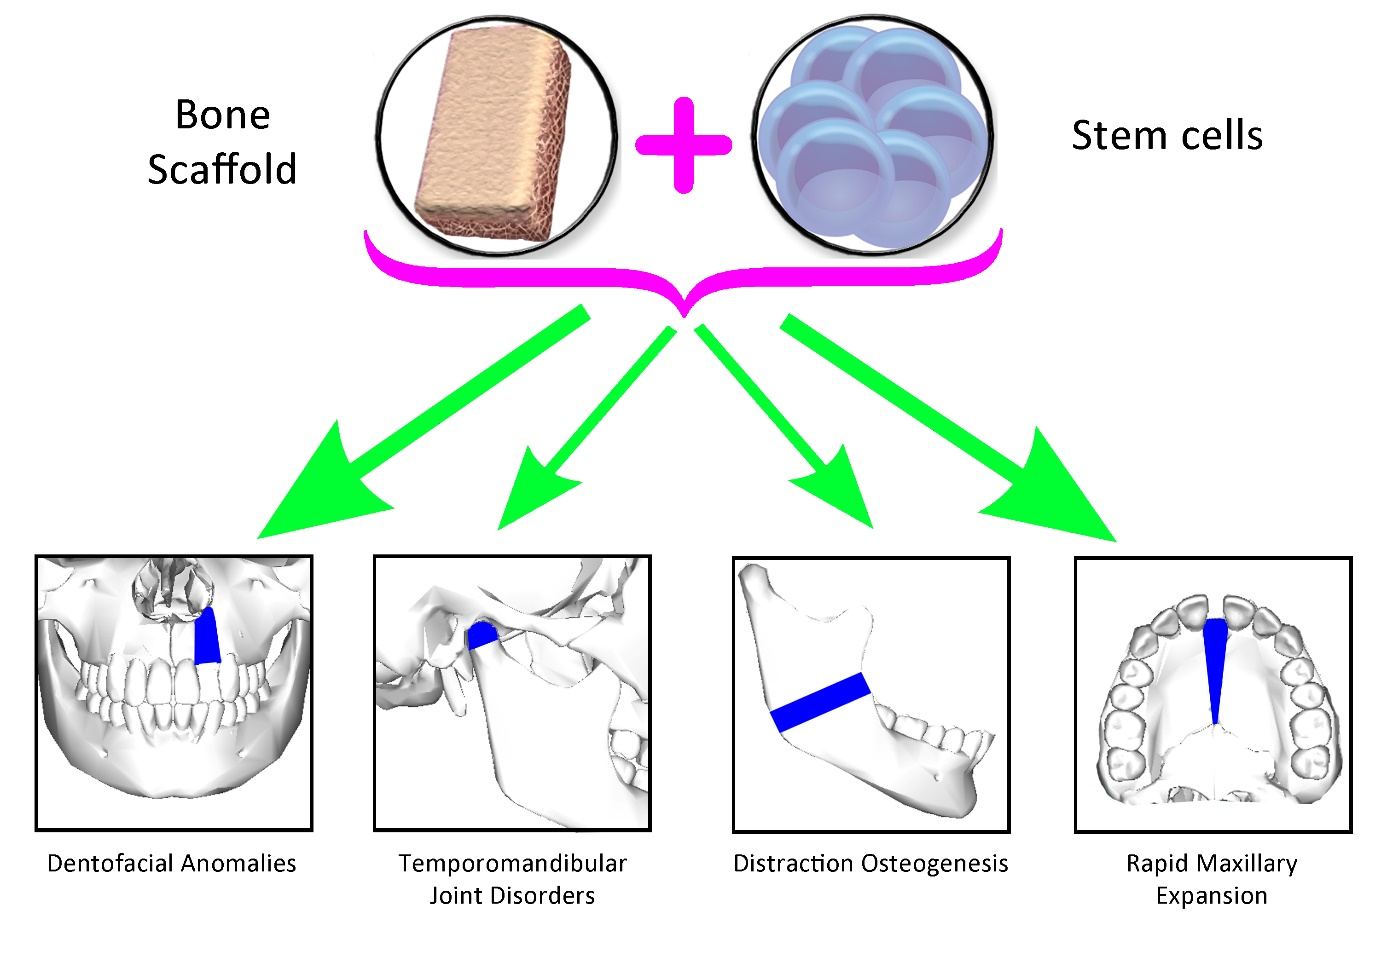 Bone
Scaffold
Stem cells
Dentofacial Anomalies
Temporomandibular
Joint Disorders
Distraction Osteogenesis
Rapid Maxillary
Expansion